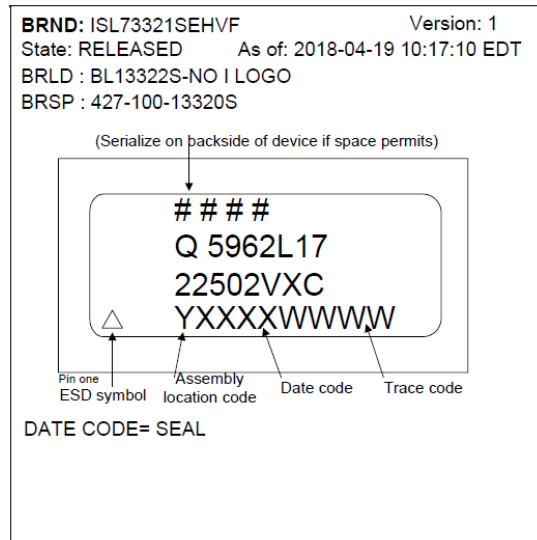 BRND: ISL73321SEHVF Version: 1
State: RELEASED As of: 2018-04-19 10:17:10 EDT
BRLD : BL13322S-NO I LOGO
BRSP : 427-100-13320S
(Serialize on backside of device if space permits)
# # # #
Q 5962L17
22502VXC
YXXXXWWWW
Pin one
ESD symbol
Assembly
location code
Date code
Trace code
DATE CODE= SEAL